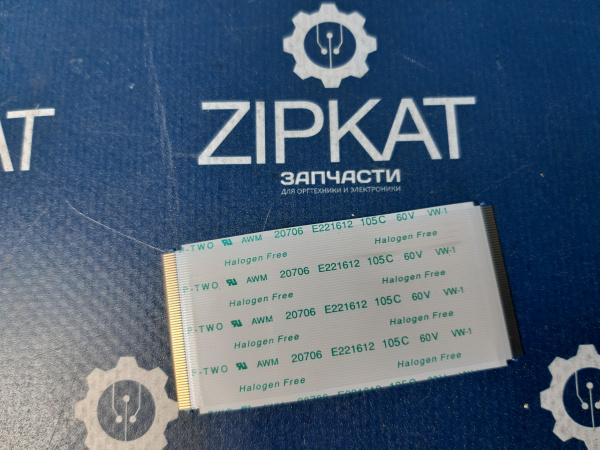 ZIPKAT
AT
ЗАПЧАСТИ
ДЛЯ ОРГТЕХНИКИ И ЭЛЕКТРОНИКИ
P-TWO AWM 20706 E221612 105C 60V VW-1
Halogen Free Halogen Free
P-TWO AWM 20706 E221612 105C 60V VW-1
Halogen Free Halogen Free
P-TWO AWM 20706 E221612 105C 60V VW-1
Halogen Free Halogen Free
P-TWO AWM 20706 E221612 105C 60V VW-1
Halogen Free